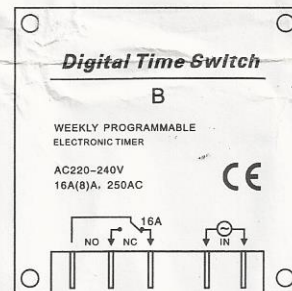 Digital Time Switch
B
WEEKLY PROGRAMMABLE
ELECTRONIC TIMER
AC220-240V
16A(8)A, 250AC
CE
16A
NO NC IN